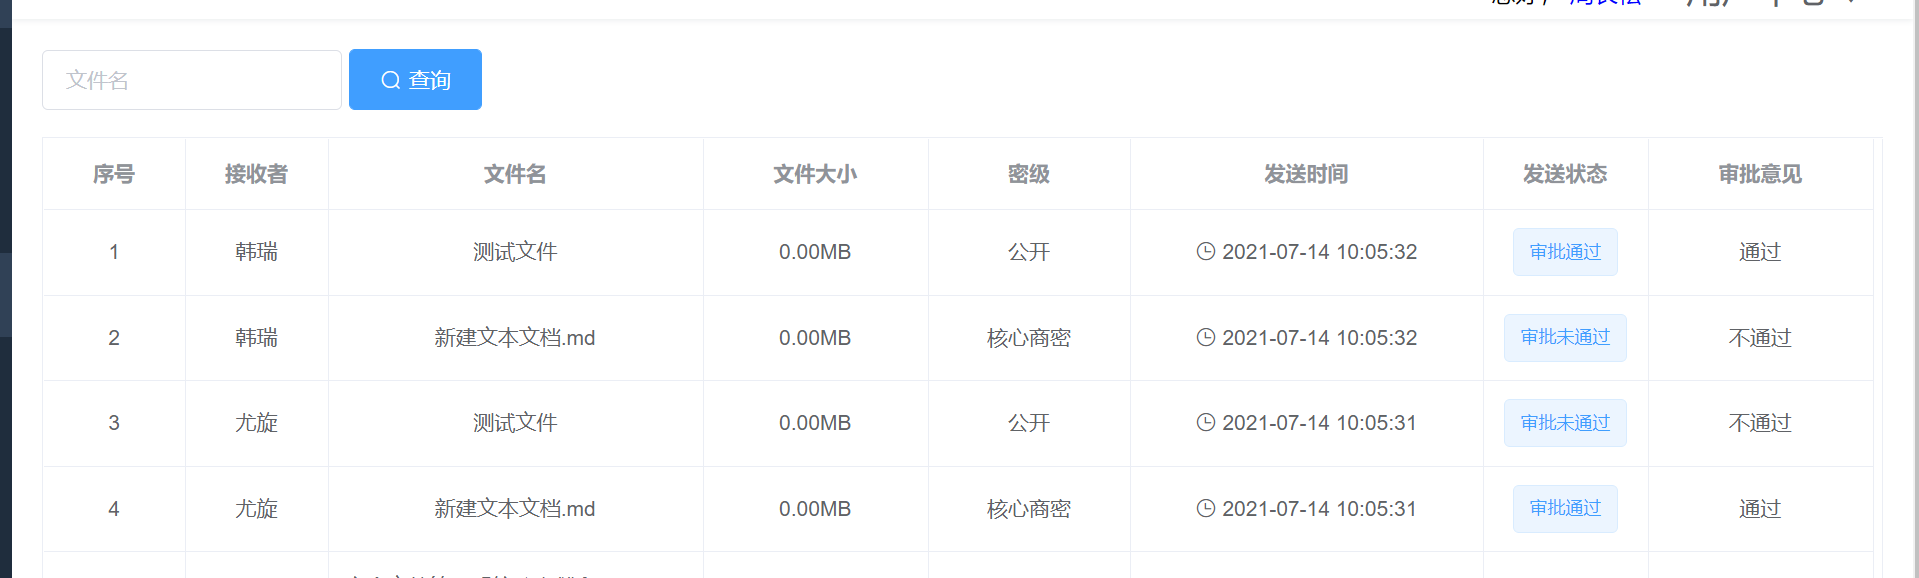 文件名 查询
序号 接收者 文件名 文件大小 密级 发送时间 发送状态 审批意见
1 韩瑞 测试文件 0.00MB 公开 2021-07-14 10:05:32 审批通过 通过
2 韩瑞 新建文本文档.md 0.00MB 核心商密 2021-07-14 10:05:32 审批未通过 不通过
3 尤旋 测试文件 0.00MB 公开 2021-07-14 10:05:31 审批未通过 不通过
4 尤旋 新建文本文档.md 0.00MB 核心商密 2021-07-14 10:05:31 审批通过 通过